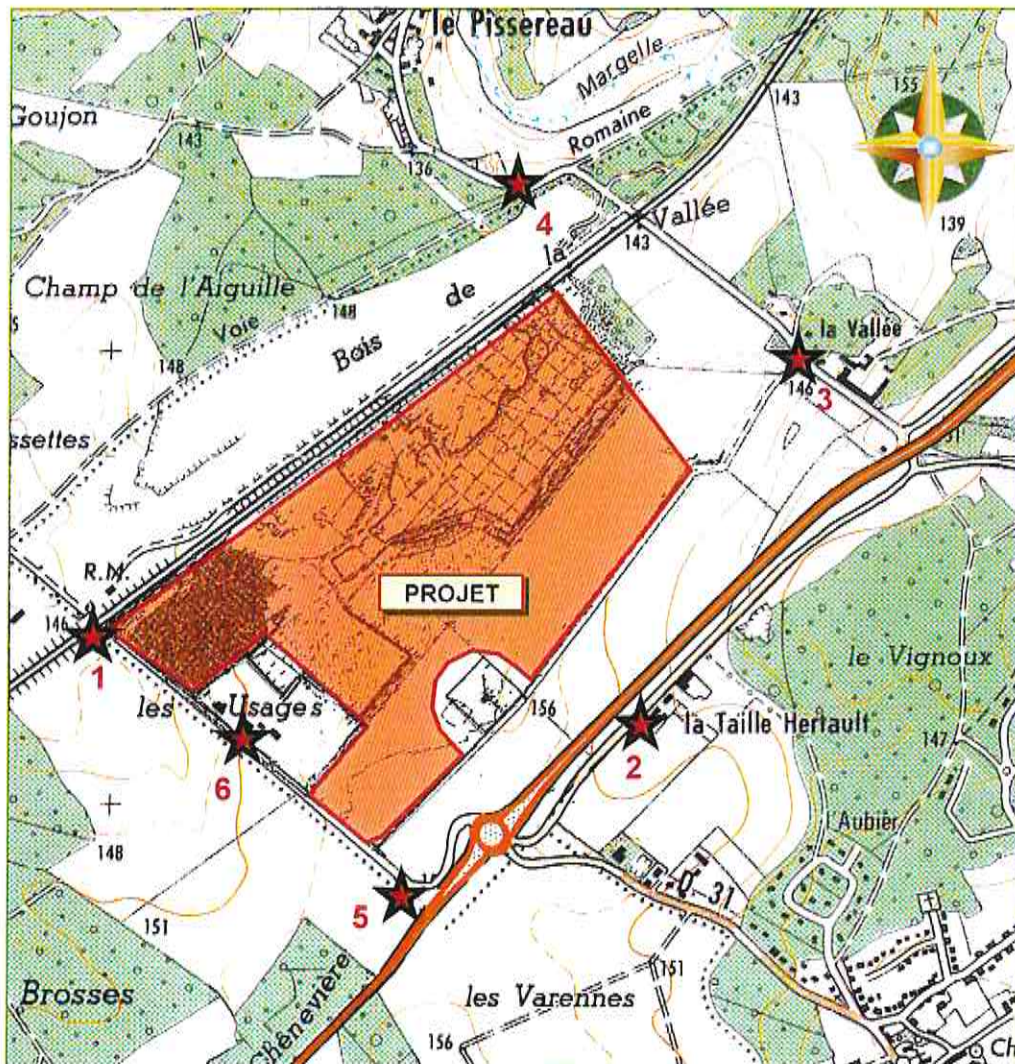 le Pissereau
N
Margelle
Romaine
143
155
Goujon
143
136
4
Vallée
143
139
la
Champ de l'Aiguille
de
148
Voie
Bois
la Vallée
148
146
3
ssettes
R.M.
PROJET
146
1
le Vignoux
les Usages
156
la Taille Hertault
147
6
2
l'Aubier
148
D. 31
5
151
151
Brosses
les Varennes
Chênevière
156
Ch